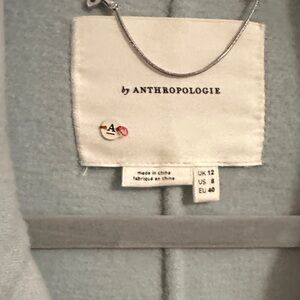 by ANTHROPOLOGIE
A
made in china
fabriqué en chine
UK 12
US 8
EU 40